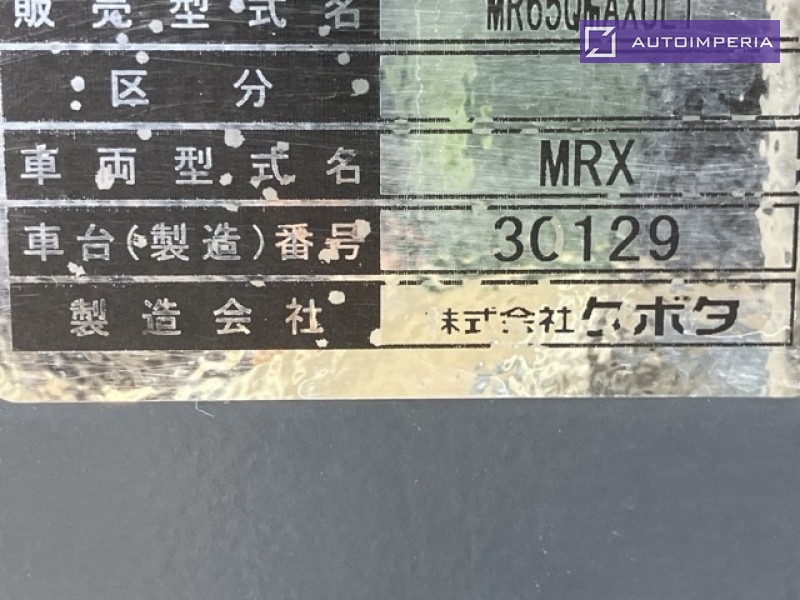 販売型式名
AUTOIMPERIA
区分
車両型式名 MRX
車台(製造)番号 30129
製造会社 株式会社クボタ